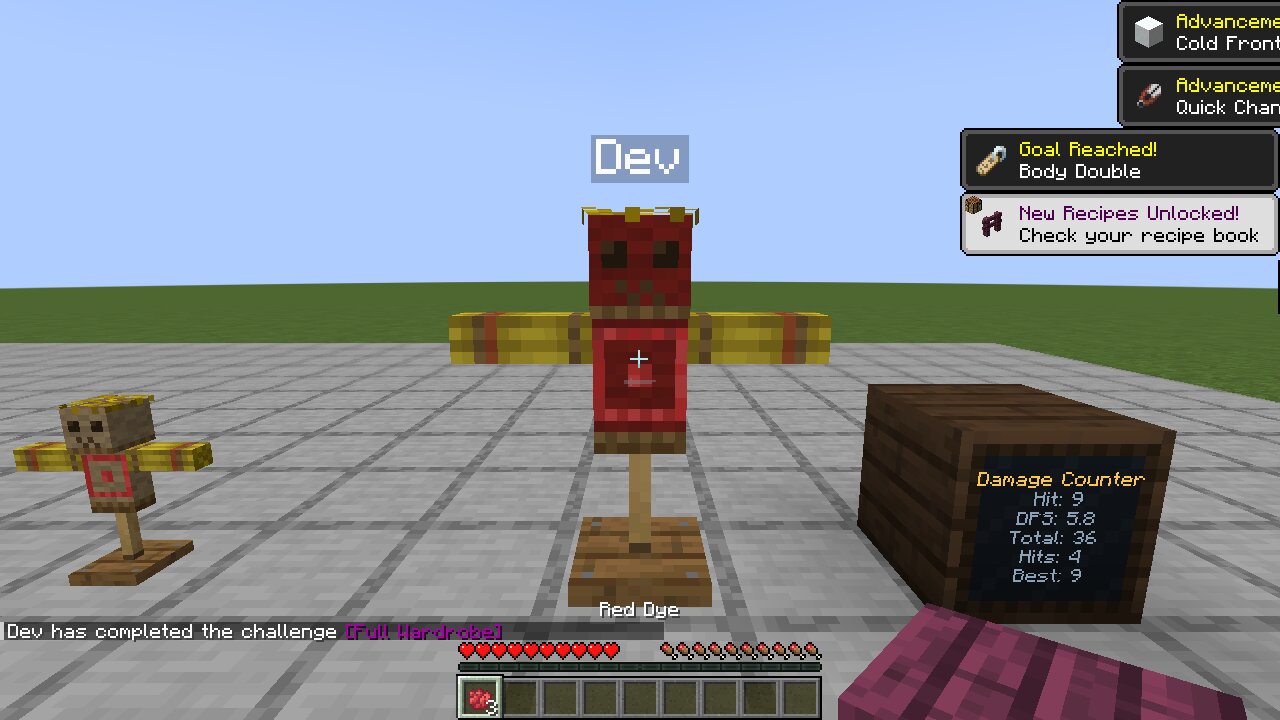 Advanceme
Cold Front
Advanceme
Quick Chan
Dev
Goal Reached!
Body Double
New Recipes Unlocked!
Check your recipe book
Damage Counter
Hit: 9
DPS: 5.8
Total: 36
Hits: 4
Best: 9
Red Dye
Dev has completed the challenge [Full Wardrobe]
3